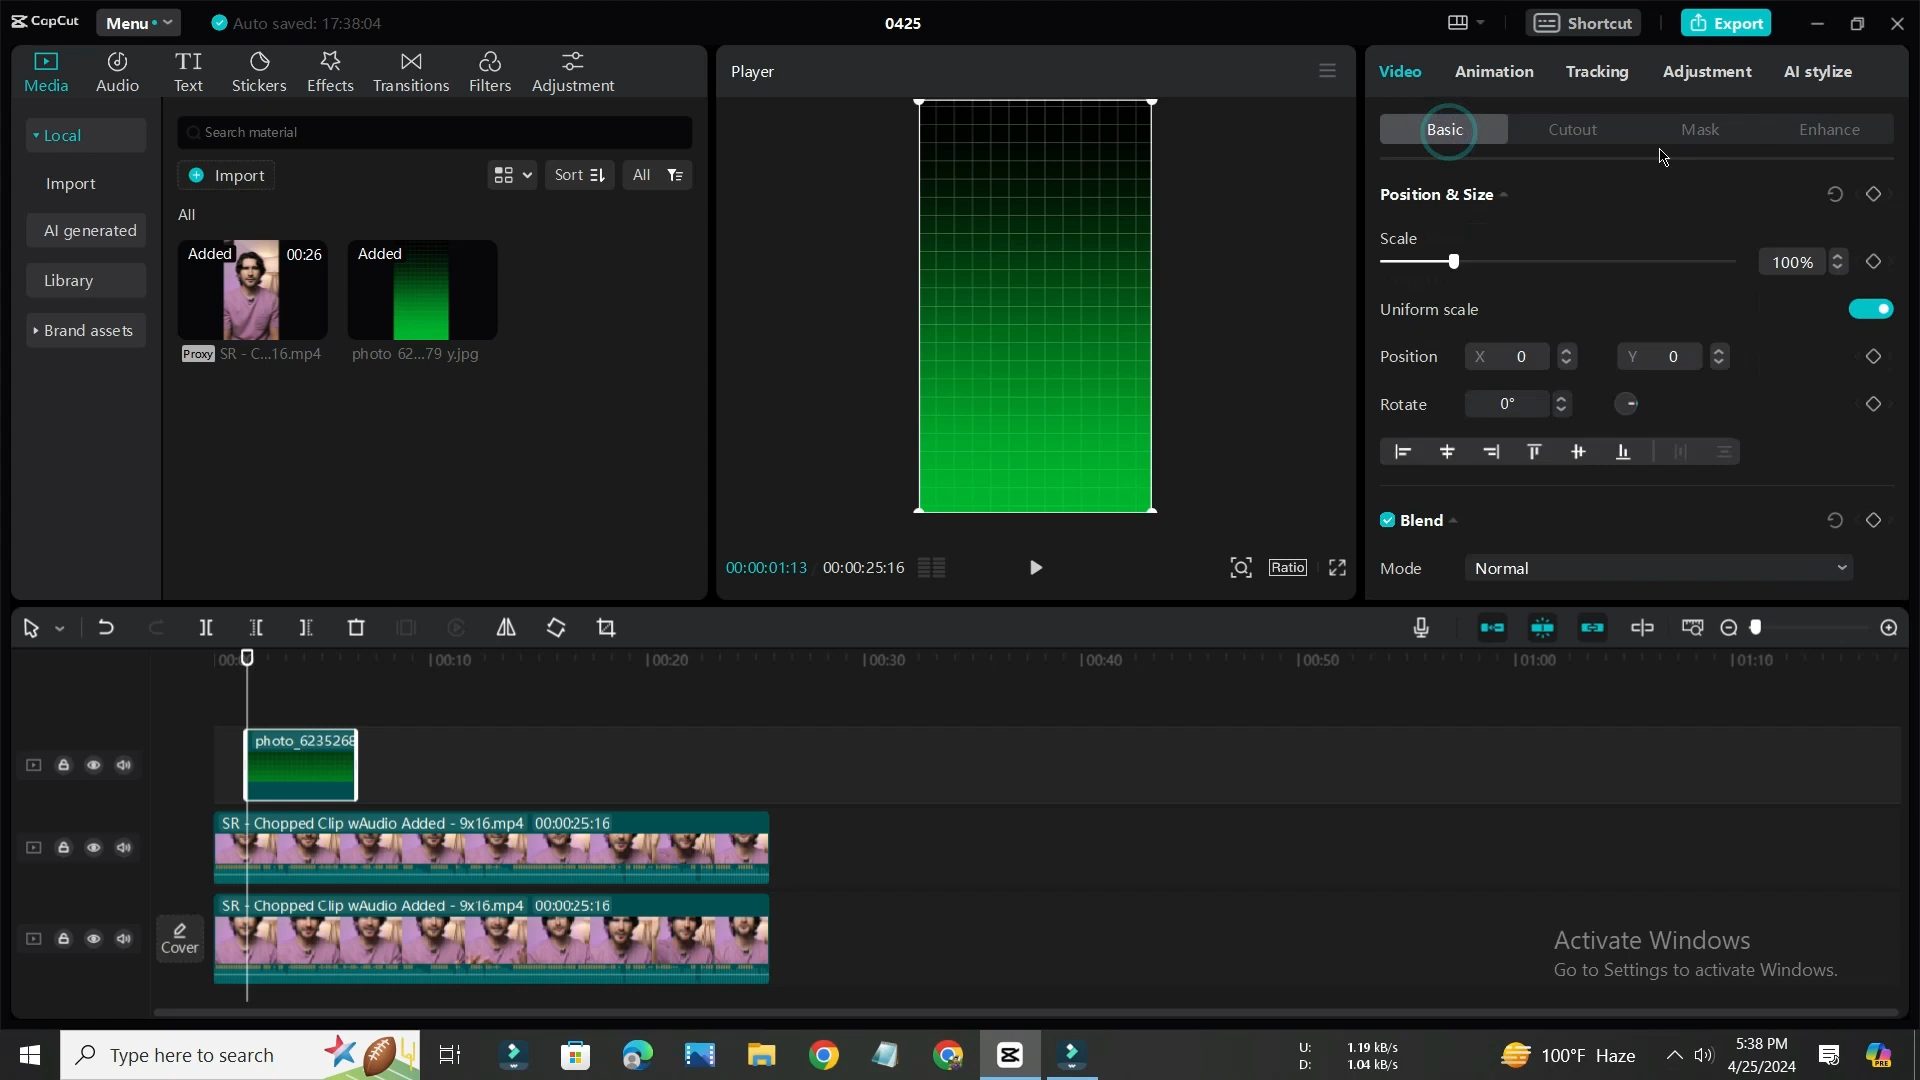 CapCut
Menu
Auto saved: 17:38:04
0425
Shortcut
Export
Media
Audio
TI
Text
Stickers
Effects
Transitions
Filters
Adjustment
Local
Import
AI generated
Library
Brand assets
Search material
Import
Sort
All
All
Added
00:26
Added
Proxy SR - C...16.mp4
photo 62...79 y.jpg
Player
00:00:01:13
00:00:25:16
Ratio
Video
Animation
Tracking
Adjustment
AI stylize
Basic
Cutout
Mask
Enhance
Position & Size
Scale
100%
Uniform scale
Position
X 0
Y 0
Rotate
0°
Blend
Mode
Normal
00:10
00:20
00:30
00:40
00:50
01:00
01:10
photo_6235268
SR - Chopped Clip wAudio Added - 9x16.mp4 00:00:25:16
SR - Chopped Clip wAudio Added - 9x16.mp4 00:00:25:16
Cover
Activate Windows
Go to Settings to activate Windows.
Type here to search
U: 1.19 kB/s
D: 1.04 kB/s
100°F Haze
5:38 PM
4/25/2024
PRE